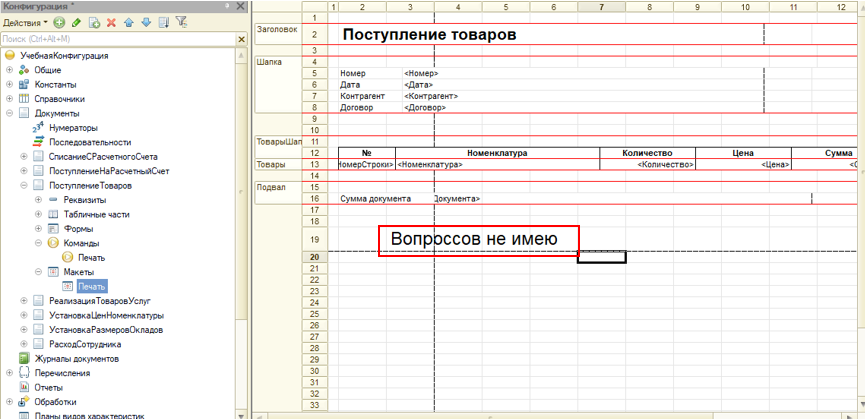 Конфигурация *
Действия
Поиск (Ctrl+Alt+M)
УчебнаяКонфигурация
Общие
Константы
Справочники
Документы
Нумераторы
Последовательности
СписаниеСРасчетногоСчета
ПоступлениеНаРасчетныйСчет
ПоступлениеТоваров
Реквизиты
Табличные части
Формы
Команды
Печать
Макеты
Печать
РеализацияТоваровУслуг
УстановкаЦенНоменклатуры
УстановкаРазмеровОкладов
РасходСотрудника
Журналы документов
Перечисления
Отчеты
Обработки
Планы видов характеристик
1 2 3 4 5 6 7 8 9 10 11 12
1
Заголовок 2 Поступление товаров
3
Шапка 4
5 Номер <Номер>
6 Дата <Дата>
7 Контрагент <Контрагент>
8 Договор <Договор>
9
10
ТоварыШап 11
12 № Номенклатура Количество Цена Сумма
Товары 13 НомерСтроки> <Номенклатура> <Количество> <Цена> <С
14
Подвал 15
16 Сумма документа Документа>
17
18
19 Вопроссов не имею
20
21
22
23
24
25
26
27
28
29
30
31
32
33